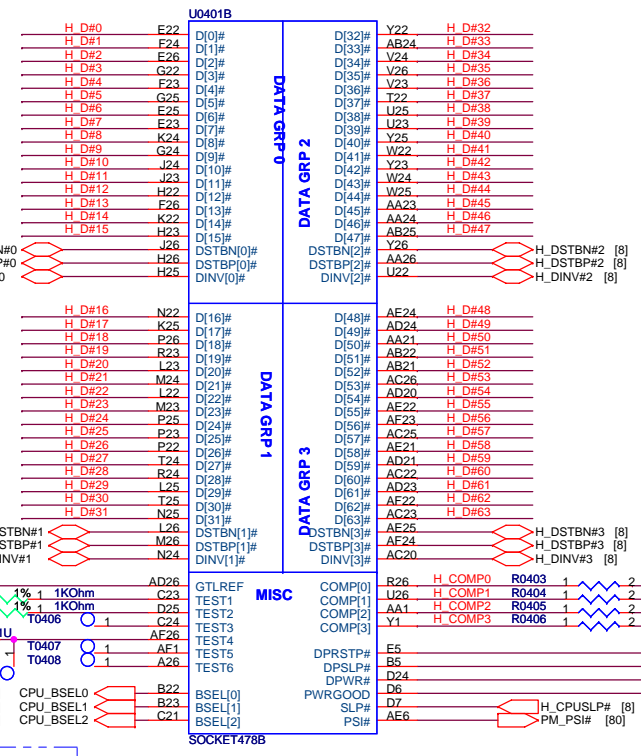 U0401B
H_D#0 E22 D[0]# D[32]# Y22 H_D#32
H_D#1 F24 D[1]# D[33]# AB24 H_D#33
H_D#2 E26 D[2]# D[34]# V24 H_D#34
H_D#3 G22 D[3]# D[35]# V26 H_D#35
H_D#4 F23 D[4]# D[36]# V23 H_D#36
H_D#5 G25 D[5]# D[37]# T22 H_D#37
H_D#6 E25 D[6]# D[38]# U25 H_D#38
H_D#7 E23 D[7]# D[39]# U23 H_D#39
H_D#8 K24 D[8]# D[40]# Y25 H_D#40
H_D#9 G24 D[9]# D[41]# W22 H_D#41
H_D#10 J24 D[10]# D[42]# Y23 H_D#42
H_D#11 J23 D[11]# D[43]# W24 H_D#43
H_D#12 H22 D[12]# D[44]# W25 H_D#44
H_D#13 F26 D[13]# D[45]# AA23 H_D#45
H_D#14 K22 D[14]# D[46]# AA24 H_D#46
H_D#15 H23 D[15]# D[47]# AB25 H_D#47
N#0 J26 DSTBN[0]# DSTBN[2]# Y26 H_DSTBN#2 [8]
P#0 H26 DSTBP[0]# DSTBP[2]# AA26 H_DSTBP#2 [8]
0 H25 DINV[0]# DINV[2]# U22 H_DINV#2 [8]
DATA GRP 0
DATA GRP 2
H_D#16 N22 D[16]# D[48]# AE24 H_D#48
H_D#17 K25 D[17]# D[49]# AD24 H_D#49
H_D#18 P26 D[18]# D[50]# AA21 H_D#50
H_D#19 R23 D[19]# D[51]# AB22 H_D#51
H_D#20 L23 D[20]# D[52]# AB21 H_D#52
H_D#21 M24 D[21]# D[53]# AC26 H_D#53
H_D#22 L22 D[22]# D[54]# AD20 H_D#54
H_D#23 M23 D[23]# D[55]# AE22 H_D#55
H_D#24 P25 D[24]# D[56]# AF23 H_D#56
H_D#25 P23 D[25]# D[57]# AC25 H_D#57
H_D#26 P22 D[26]# D[58]# AE21 H_D#58
H_D#27 T24 D[27]# D[59]# AD21 H_D#59
H_D#28 R24 D[28]# D[60]# AC22 H_D#60
H_D#29 L25 D[29]# D[61]# AD23 H_D#61
H_D#30 T25 D[30]# D[62]# AF22 H_D#62
H_D#31 N25 D[31]# D[63]# AC23 H_D#63
STBN#1 L26 DSTBN[1]# DSTBN[3]# AE25 H_DSTBN#3 [8]
STBP#1 M26 DSTBP[1]# DSTBP[3]# AF24 H_DSTBP#3 [8]
INV#1 N24 DINV[1]# DINV[3]# AC20 H_DINV#3 [8]
DATA GRP 1
DATA GRP 3
MISC
AD26 GTLREF COMP[0] R26 H_COMP0 R0403 1 2
1% 1 1KOhm C23 TEST1 COMP[1] U26 H_COMP1 R0404 1 2
1% 1 1KOhm D25 TEST2 COMP[2] AA1 H_COMP2 R0405 1 2
T0406 1 C24 TEST3 COMP[3] Y1 H_COMP3 R0406 1 2
1U AF26 TEST4
1 T0407 1 AF1 TEST5 DPRSTP# E5
T0408 1 A26 TEST6 DPSLP# B5
DPWR# D24
CPU_BSEL0 B22 BSEL[0] PWRGOOD D6
CPU_BSEL1 B23 BSEL[1] SLP# D7 H_CPUSLP# [8]
CPU_BSEL2 C21 BSEL[2] PSI# AE6 PM_PSI# [80]
SOCKET478B